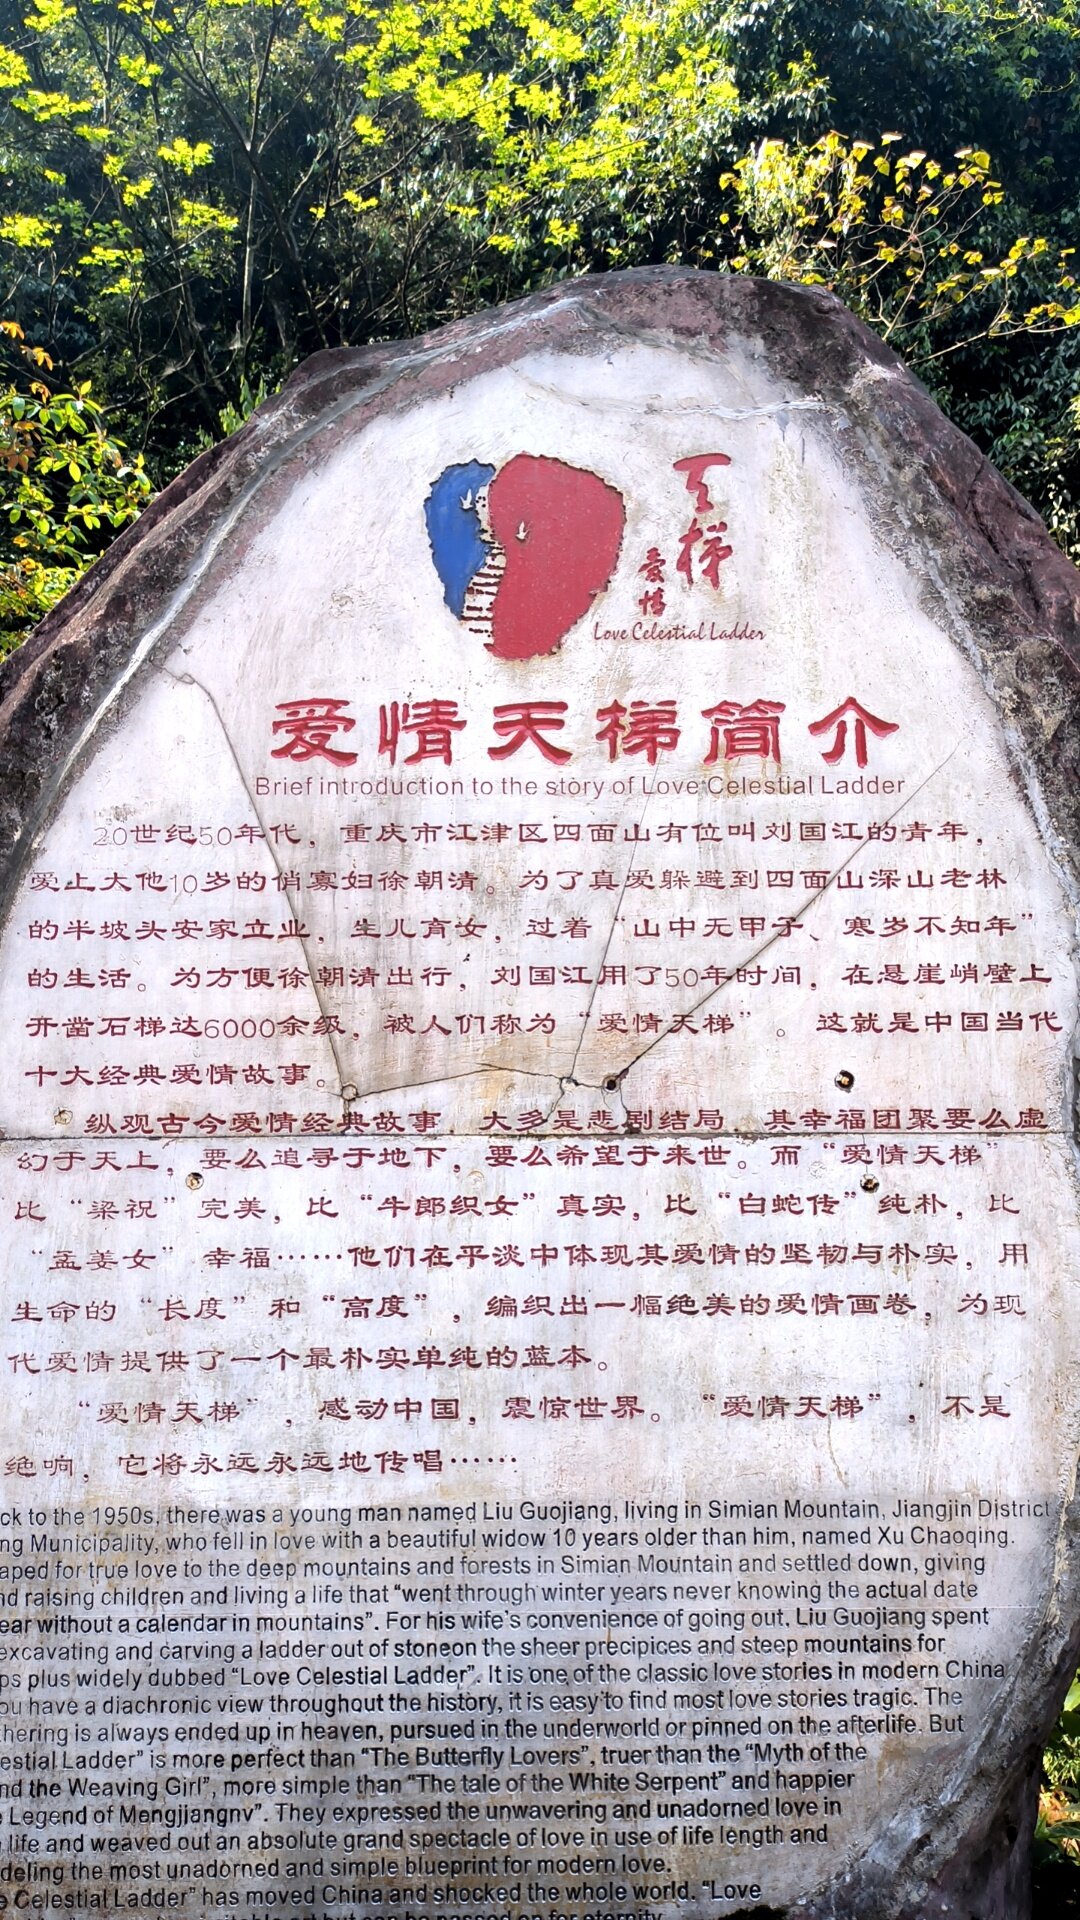 天梯
爱情
Love Celestial Ladder
爱情天梯简介
Brief introduction to the story of Love Celestial Ladder
20世纪50年代，重庆市江津区四面山有位叫刘国江的青年，
爱上大他10岁的俏寡妇徐朝清。为了真爱躲避到四面山深山老林
的半坡头安家立业，生儿育女，过着“山中无甲子、寒岁不知年”
的生活。为方便徐朝清出行，刘国江用了50年时间，在悬崖峭壁上
开凿石梯达6000余级，被人们称为“爱情天梯”。这就是中国当代
十大经典爱情故事。
纵观古今爱情经典故事，大多是悲剧结局，其幸福团聚要么虚
幻于天上，要么追寻于地下，要么希望于来世。而“爱情天梯”
比“梁祝”完美，比“牛郎织女”真实，比“白蛇传”纯朴，比
“孟姜女”幸福……他们在平淡中体现其爱情的坚韧与朴实，用
生命的“长度”和“高度”，编织出一幅绝美的爱情画卷，为现
代爱情提供了一个最朴实单纯的蓝本。
“爱情天梯”，感动中国，震惊世界。“爱情天梯”，不是
绝响，它将永远永远地传唱……
ck to the 1950s, there was a young man named Liu Guojiang, living in Simian Mountain, Jiangjin District
ng Municipality, who fell in love with a beautiful widow 10 years older than him, named Xu Chaoqing.
aped for true love to the deep mountains and forests in Simian Mountain and settled down, giving
nd raising children and living a life that “went through winter years never knowing the actual date
ear without a calendar in mountains”. For his wife's convenience of going out, Liu Guojiang spent
excavating and carving a ladder out of stoneon the sheer precipices and steep mountains for
ps plus widely dubbed “Love Celestial Ladder”. It is one of the classic love stories in modern China
ou have a diachronic view throughout the history, it is easy to find most love stories tragic. The
thering is always ended up in heaven, pursued in the underworld or pinned on the afterlife. But
estial Ladder” is more perfect than “The Butterfly Lovers”, truer than the “Myth of the
nd the Weaving Girl”, more simple than “The tale of the White Serpent” and happier
e Legend of Mengjiangnv”. They expressed the unwavering and unadorned love in
life and weaved out an absolute grand spectacle of love in use of life length and
deling the most unadorned and simple blueprint for modern love.
e Celestial Ladder” has moved China and shocked the whole world. “Love
but can be passed on for eternity